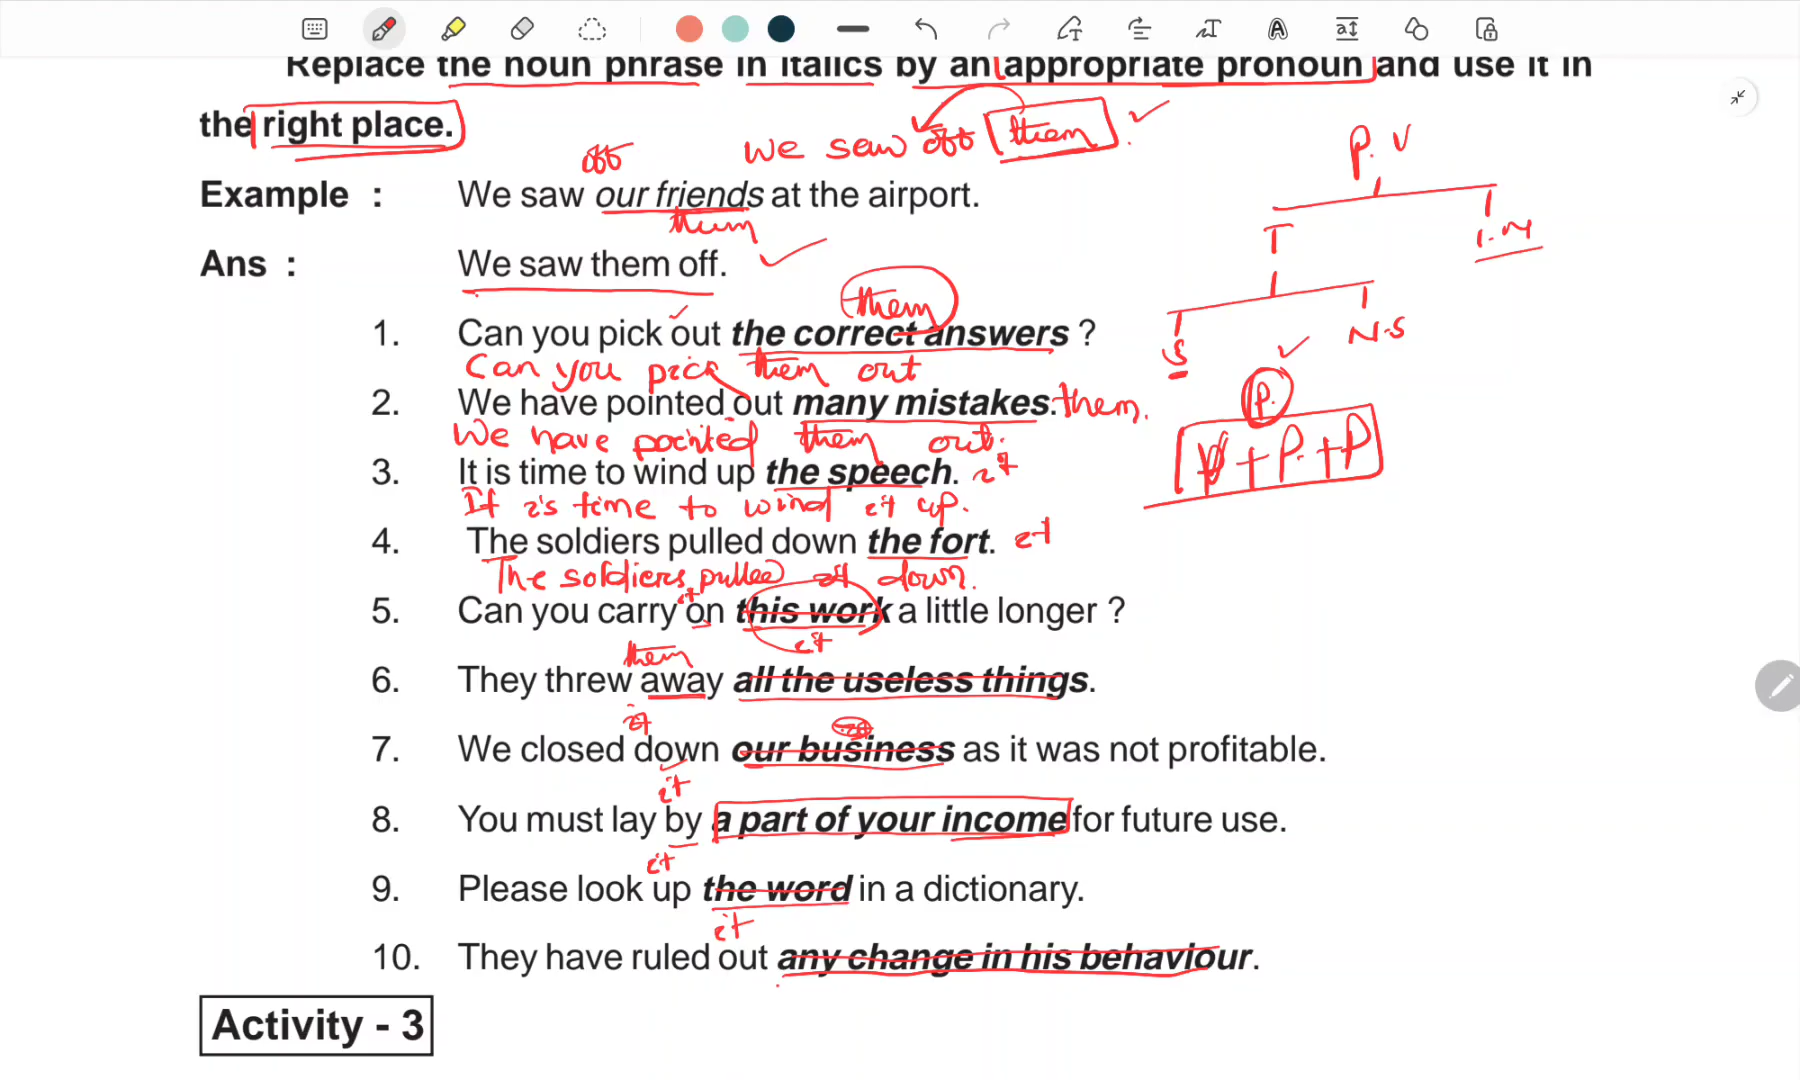 Replace the noun phrase in italics by an appropriate pronoun and use it in
the right place.
we saw off them
off
P. V
Example : We saw our friends at the airport.
them
T
I.N
Ans : We saw them off.
them
S
N.S
1. Can you pick out the correct answers ?
Can you pick them out
P.
2. We have pointed out many mistakes. them.
We have pointed them out.
V + P. + P
3. It is time to wind up the speech. it
It is time to wind it up.
4. The soldiers pulled down the fort. it
The soldiers pulled it down.
it
5. Can you carry on this work a little longer ?
it
them
6. They threw away all the useless things.
it
7. We closed down our business as it was not profitable.
it
8. You must lay by a part of your income for future use.
it
9. Please look up the word in a dictionary.
it
10. They have ruled out any change in his behaviour.
Activity - 3